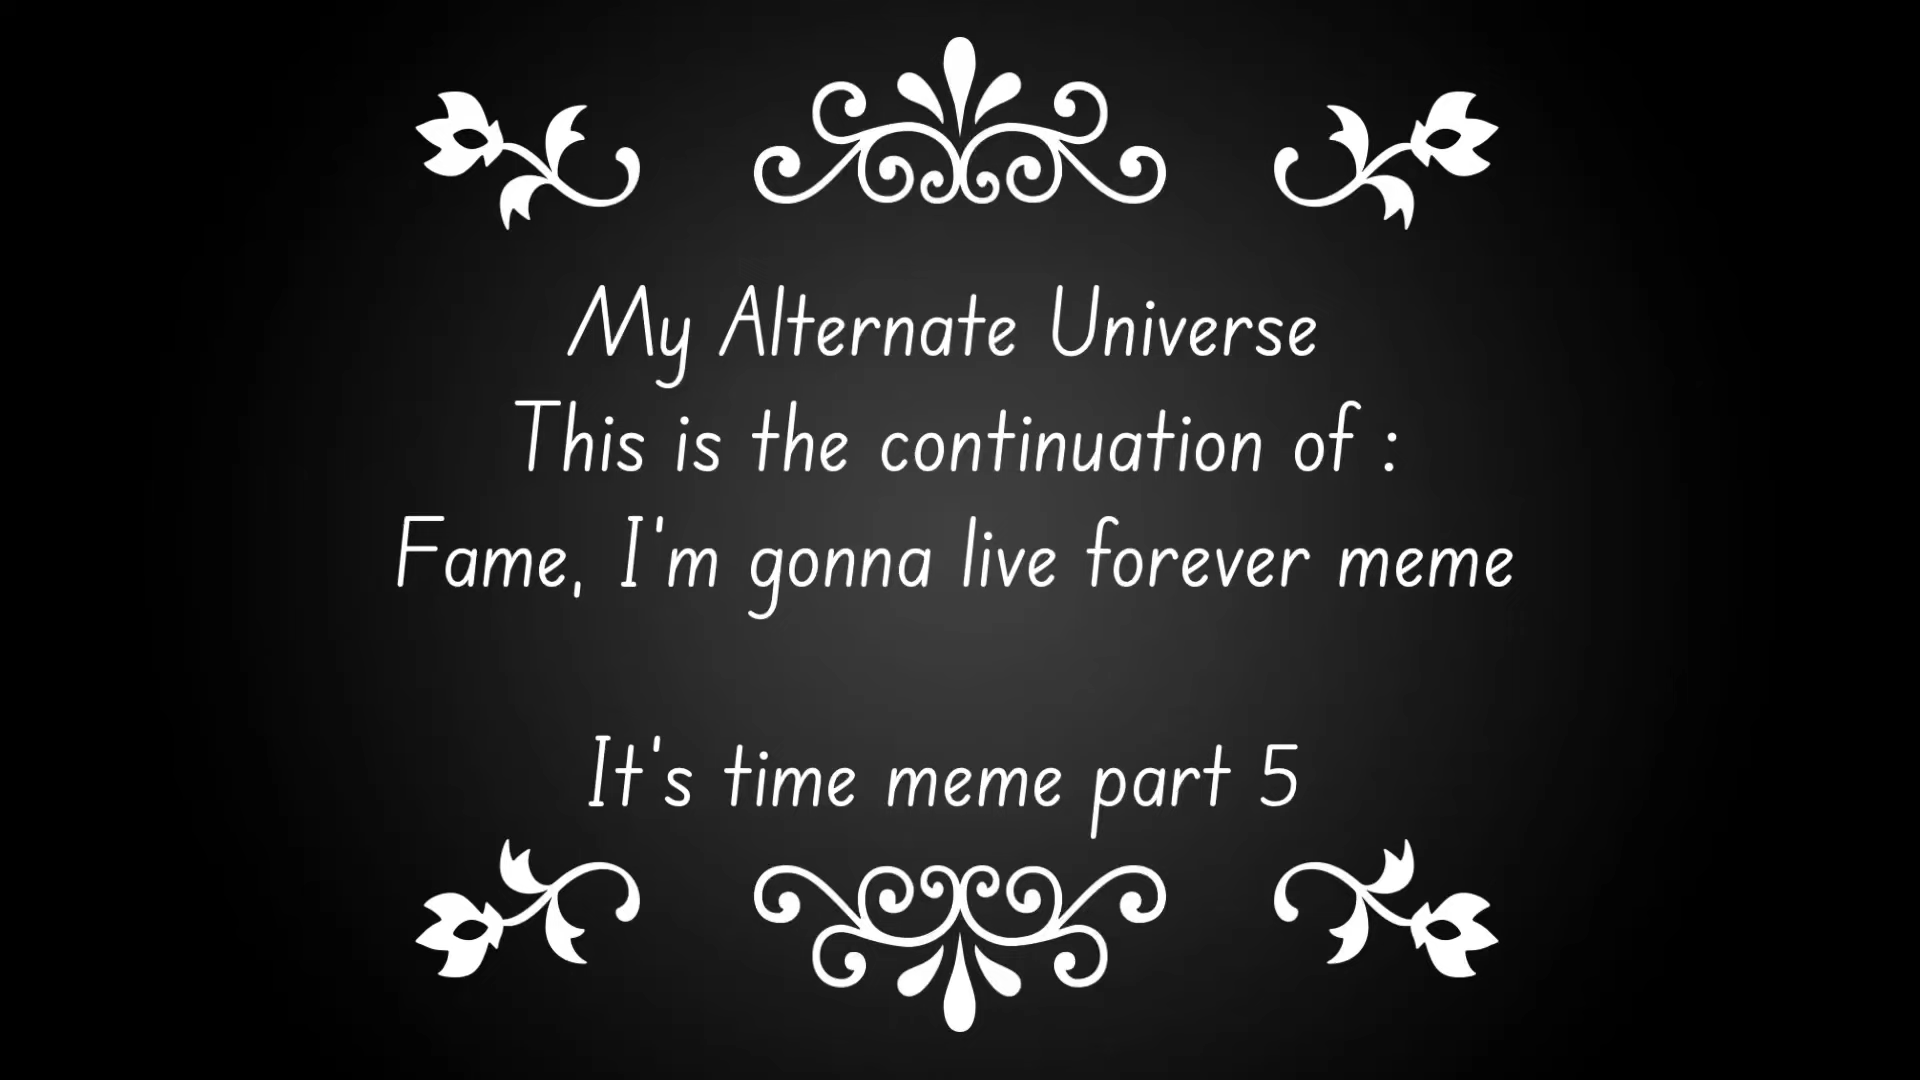 My Alternate Universe
This is the continuation of :
Fame, I'm gonna live forever meme
It's time meme part 5